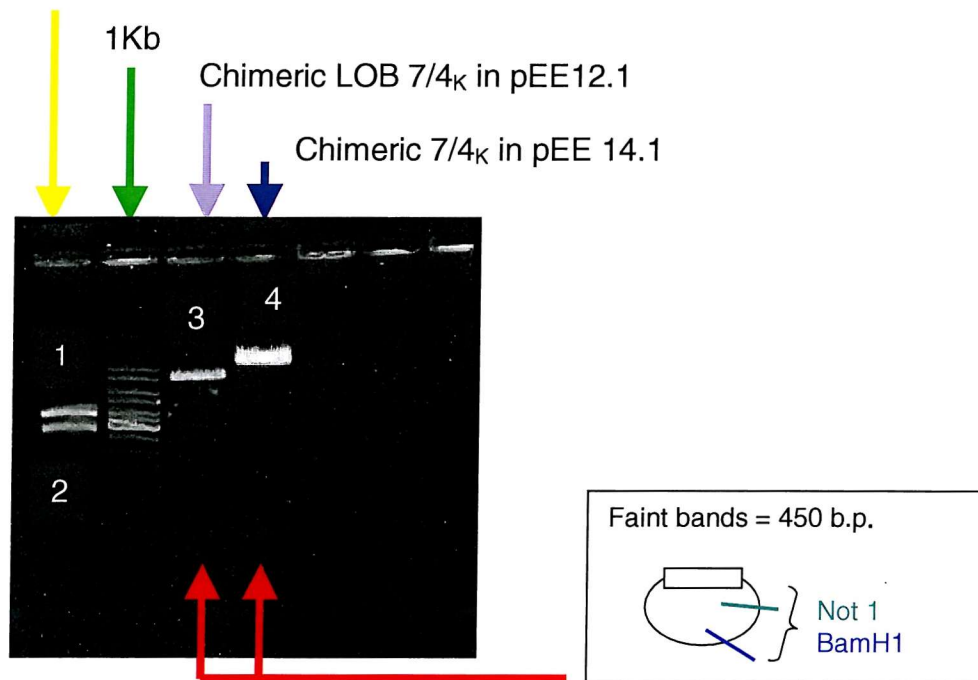 1Kb
Chimeric LOB 7/4K in pEE12.1
Chimeric 7/4K in pEE 14.1
3
4
1
2
Faint bands = 450 b.p.
Not 1
BamH1